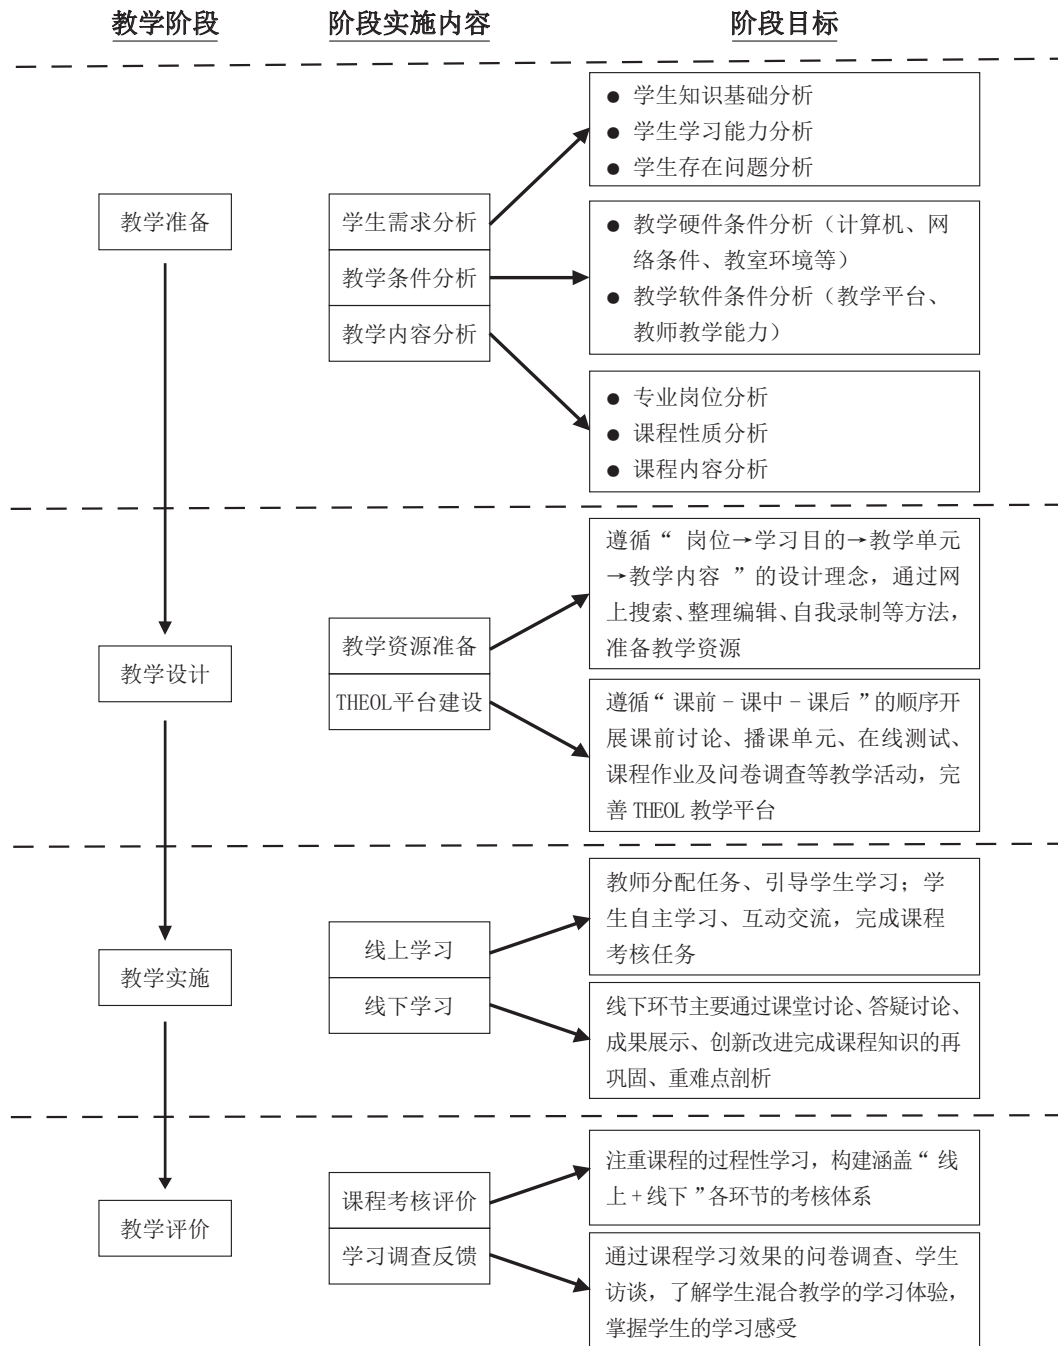 教学阶段 阶段实施内容 阶段目标
● 学生知识基础分析
● 学生学习能力分析
● 学生存在问题分析
教学准备
学生需求分析
教学条件分析
教学内容分析
● 教学硬件条件分析（计算机、网
络条件、教室环境等）
● 教学软件条件分析（教学平台、
教师教学能力）
● 专业岗位分析
● 课程性质分析
● 课程内容分析
教学设计
教学资源准备
THEOL平台建设
遵循“ 岗位→学习目的→教学单元
→教学内容 ”的设计理念，通过网
上搜索、整理编辑、自我录制等方法，
准备教学资源
遵循“ 课前－课中－课后 ”的顺序开
展课前讨论、播课单元、在线测试、
课程作业及问卷调查等教学活动，完
善 THEOL 教学平台
教学实施
线上学习
线下学习
教师分配任务、引导学生学习；学
生自主学习、互动交流，完成课程
考核任务
线下环节主要通过课堂讨论、答疑讨论、
成果展示、创新改进完成课程知识的再
巩固、重难点剖析
教学评价
课程考核评价
学习调查反馈
注重课程的过程性学习，构建涵盖“ 线
上＋线下 ”各环节的考核体系
通过课程学习效果的问卷调查、学生
访谈，了解学生混合教学的学习体验，
掌握学生的学习感受